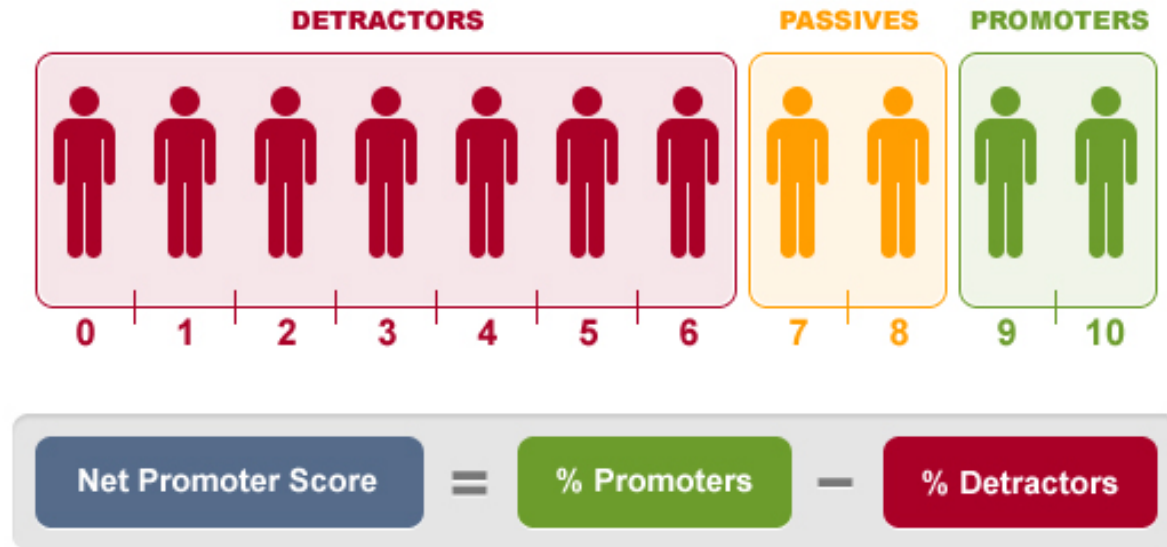 DETRACTORS PASSIVES PROMOTERS
0 1 2 3 4 5 6 7 8 9 10
Net Promoter Score = % Promoters − % Detractors